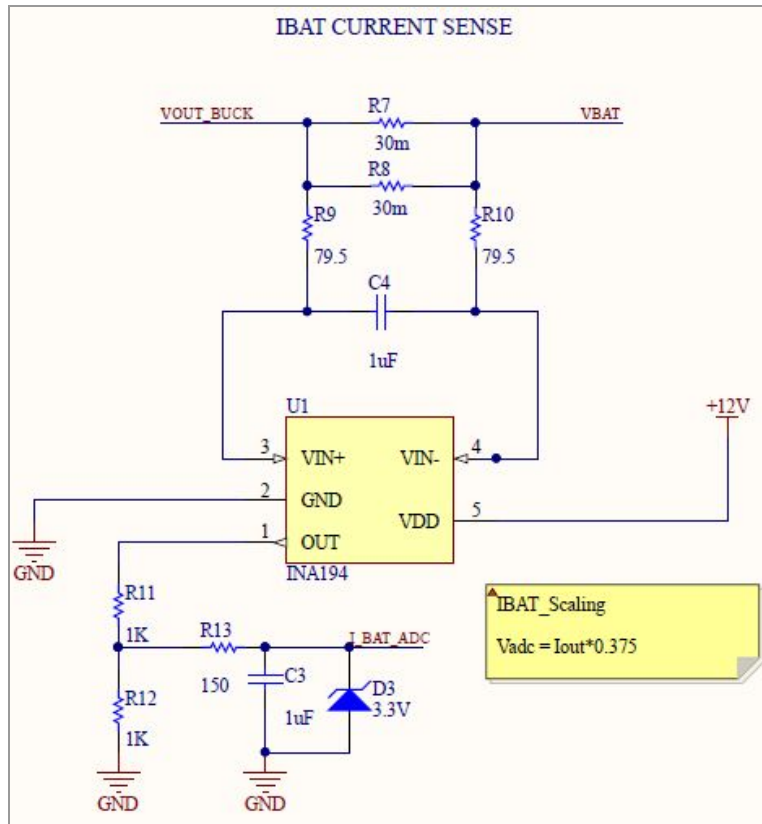 IBAT CURRENT SENSE
VOUT_BUCK
R7
VBAT
30m
R8
30m
R9
R10
79.5
79.5
C4
1uF
U1
+12V
3
VIN+
VIN-
4
2
GND
VDD
5
1
OUT
GND
INA194
R11
IBAT_Scaling
1K
R13
I_BAT_ADC
Vadc = Iout*0.375
150
C3
D3
R12
1uF
3.3V
1K
GND
GND